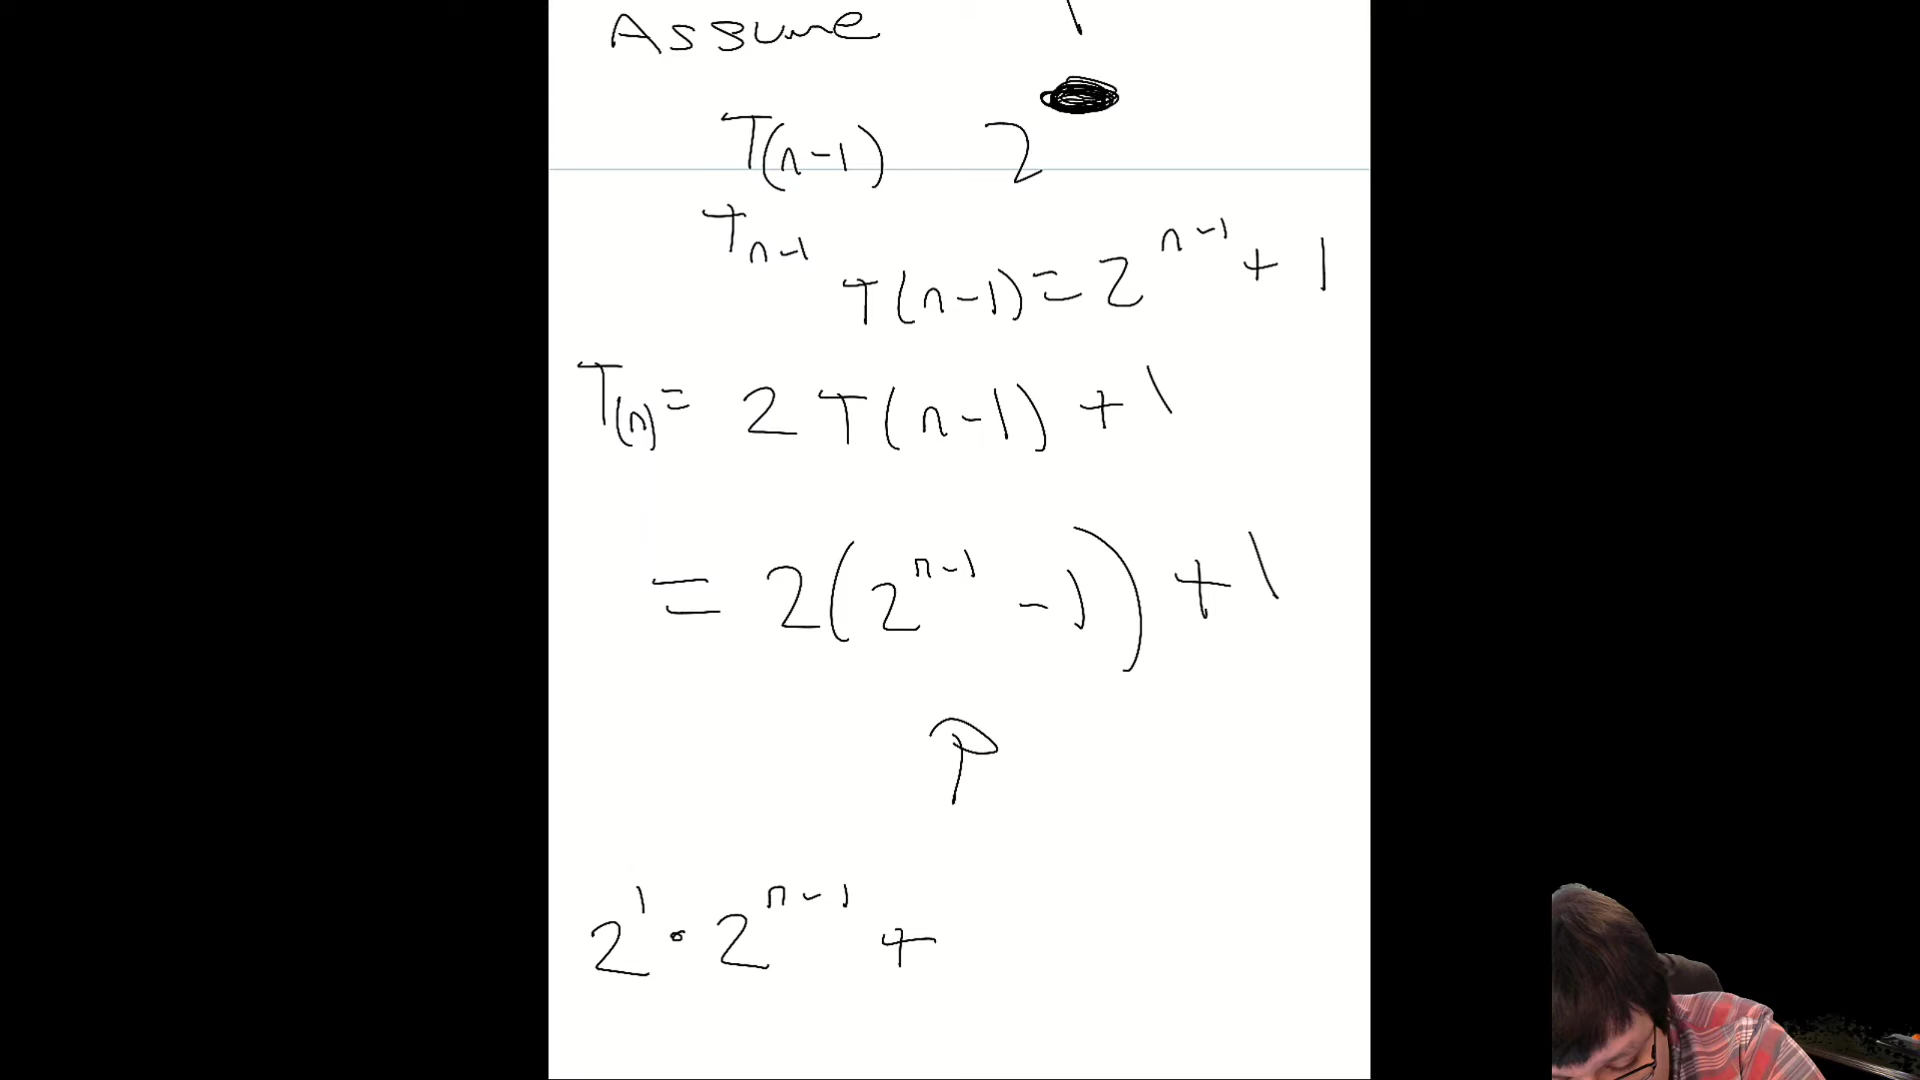 Assume
T(n-1) 2
T_{n-1}
T(n-1) = 2^{n-1} + 1
T(n) = 2 T(n-1) + 1
= 2(2^{n-1} - 1) + 1
2^1 · 2^{n-1} +